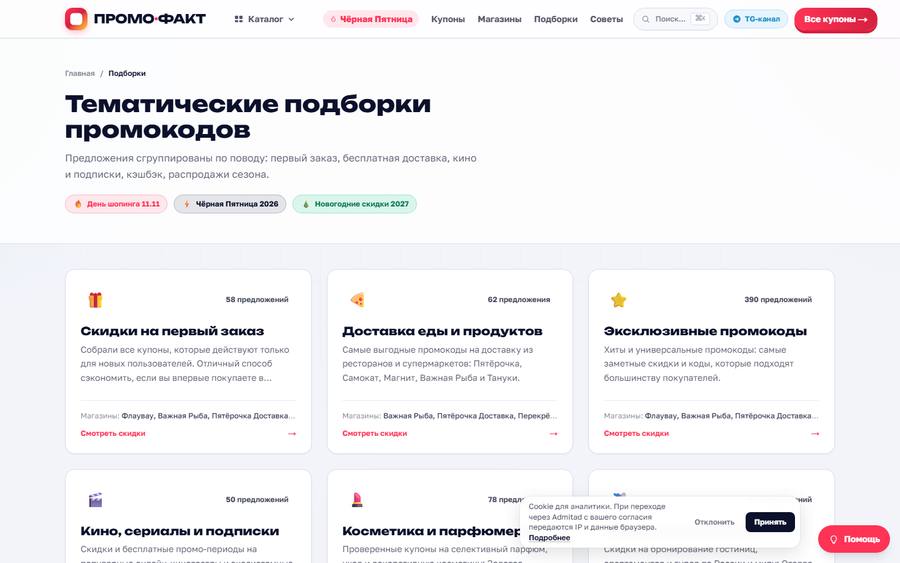 ПРОМО·ФАКТ
Каталог
Чёрная Пятница
Купоны
Магазины
Подборки
Советы
Поиск...
⌘K
TG-канал
Все купоны →
Главная / Подборки
Тематические подборки
промокодов
Предложения сгруппированы по поводу: первый заказ, бесплатная доставка, кино
и подписки, кэшбэк, распродажи сезона.
День шопинга 11.11
Чёрная Пятница 2026
Новогодние скидки 2027
58 предложений
Скидки на первый заказ
Собрали все купоны, которые действуют только
для новых пользователей. Отличный способ
сэкономить, если вы впервые покупаете в...
Магазины: Флаувау, Важная Рыба, Пятёрочка Доставка...
Смотреть скидки →
62 предложения
Доставка еды и продуктов
Самые выгодные промокоды на доставку из
ресторанов и супермаркетов: Пятёрочка,
Самокат, Магнит, Важная Рыба и Тануки.
Магазины: Важная Рыба, Пятёрочка Доставка, Перекрё...
Смотреть скидки →
390 предложений
Эксклюзивные промокоды
Хиты и универсальные промокоды: самые
заметные скидки и коды, которые подходят
большинству покупателей.
Магазины: Флаувау, Важная Рыба, Пятёрочка Доставка...
Смотреть скидки →
50 предложений
Кино, сериалы и подписки
Скидки и бесплатные промо-периоды на
78 предл
Косметика и парфюмер
Проверенные купоны на селективный парфюм,
Скидки на бронирование гостиниц,
Cookie для аналитики. При переходе
через Admitad с вашего согласия
передаются IP и данные браузера.
Подробнее
Отклонить
Принять
Помощь